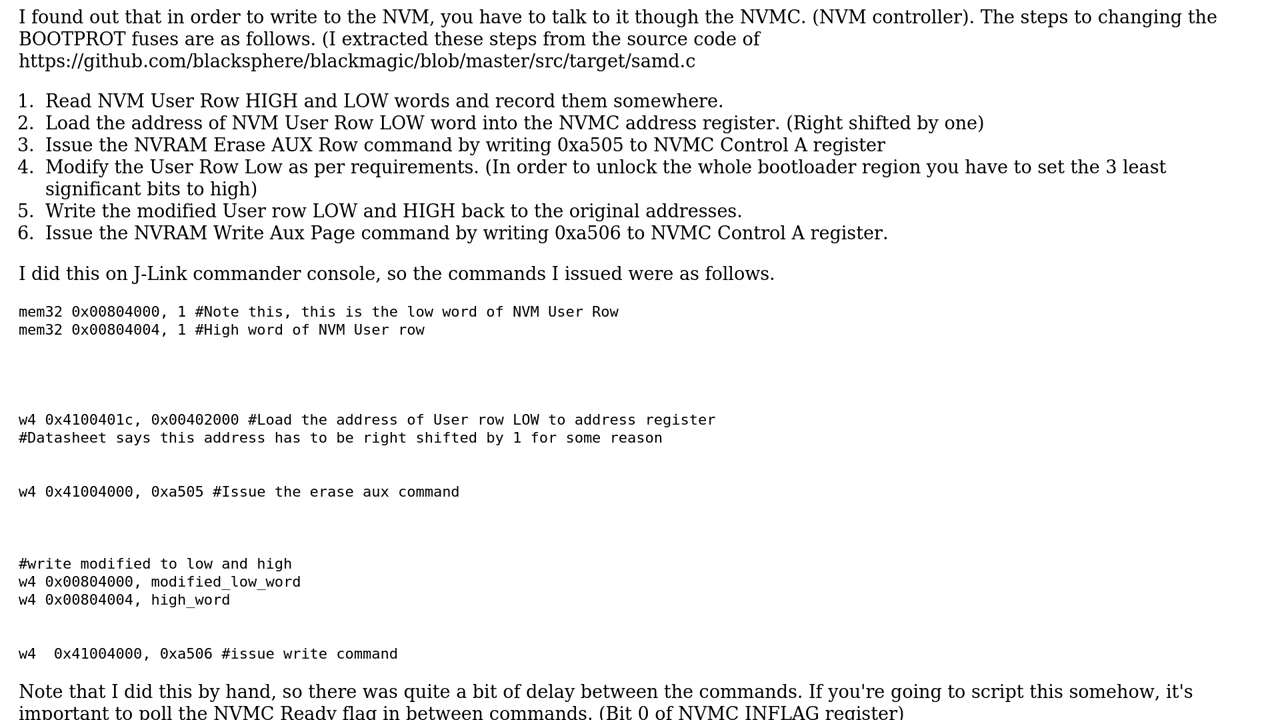 I found out that in order to write to the NVM, you have to talk to it though the NVMC. (NVM controller). The steps to changing the
BOOTPROT fuses are as follows. (I extracted these steps from the source code of
https://github.com/blacksphere/blackmagic/blob/master/src/target/samd.c
1. Read NVM User Row HIGH and LOW words and record them somewhere.
2. Load the address of NVM User Row LOW word into the NVMC address register. (Right shifted by one)
3. Issue the NVRAM Erase AUX Row command by writing 0xa505 to NVMC Control A register
4. Modify the User Row Low as per requirements. (In order to unlock the whole bootloader region you have to set the 3 least
significant bits to high)
5. Write the modified User row LOW and HIGH back to the original addresses.
6. Issue the NVRAM Write Aux Page command by writing 0xa506 to NVMC Control A register.
I did this on J-Link commander console, so the commands I issued were as follows.
mem32 0x00804000, 1 #Note this, this is the low word of NVM User Row
mem32 0x00804004, 1 #High word of NVM User row
w4 0x4100401c, 0x00402000 #Load the address of User row LOW to address register
#Datasheet says this address has to be right shifted by 1 for some reason
w4 0x41004000, 0xa505 #Issue the erase aux command
#write modified to low and high
w4 0x00804000, modified_low_word
w4 0x00804004, high_word
w4  0x41004000, 0xa506 #issue write command
Note that I did this by hand, so there was quite a bit of delay between the commands. If you're going to script this somehow, it's
important to poll the NVMC Ready flag in between commands. (Bit 0 of NVMC INFLAG register)